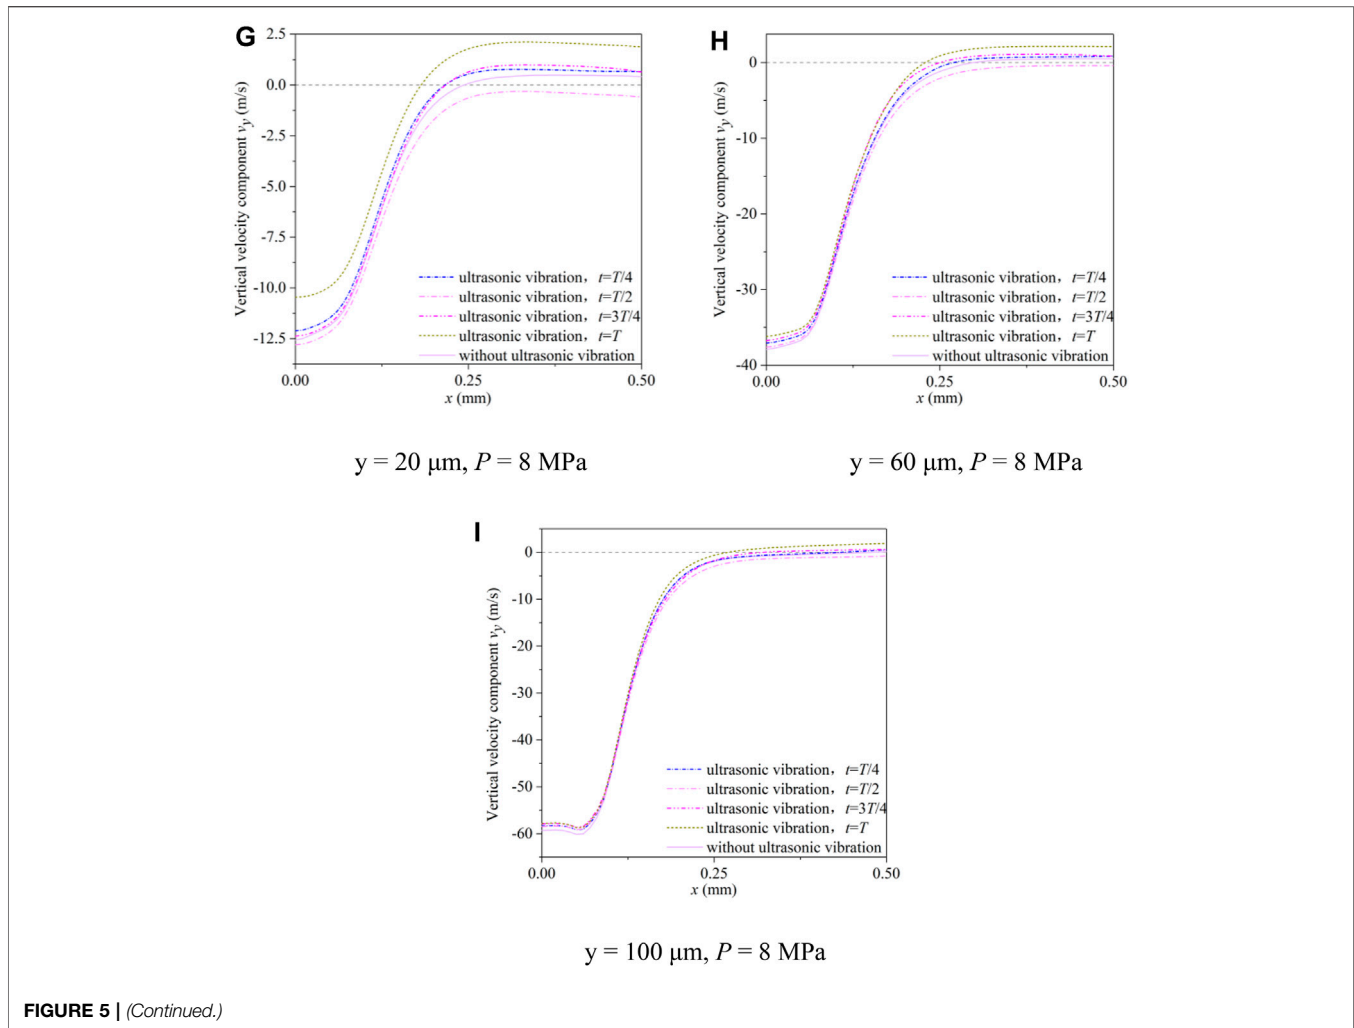 G
2.5
0.0
-2.5
-5.0
-7.5
-10.0
-12.5
Vertical velocity component vy (m/s)
ultrasonic vibration，t=T/4
ultrasonic vibration，t=T/2
ultrasonic vibration，t=3T/4
ultrasonic vibration，t=T
without ultrasonic vibration
0.00 0.25 0.50
x (mm)
y = 20 μm, P = 8 MPa
H
0
-10
-20
-30
-40
Vertical velocity component vy (m/s)
ultrasonic vibration，t=T/4
ultrasonic vibration，t=T/2
ultrasonic vibration，t=3T/4
ultrasonic vibration，t=T
without ultrasonic vibration
0.00 0.25 0.50
x (mm)
y = 60 μm, P = 8 MPa
I
0
-10
-20
-30
-40
-50
-60
Vertical velocity component vy (m/s)
ultrasonic vibration，t=T/4
ultrasonic vibration，t=T/2
ultrasonic vibration，t=3T/4
ultrasonic vibration，t=T
without ultrasonic vibration
0.00 0.25 0.50
x (mm)
y = 100 μm, P = 8 MPa
FIGURE 5 | (Continued.)